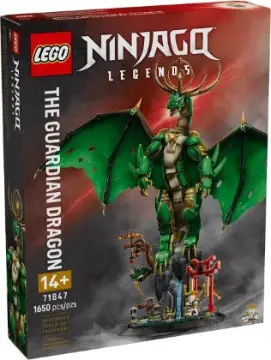 LEGO
NINJAGO
LEGENDS
THE GUARDIAN DRAGON
14+
71847
1650 pcs/pzs